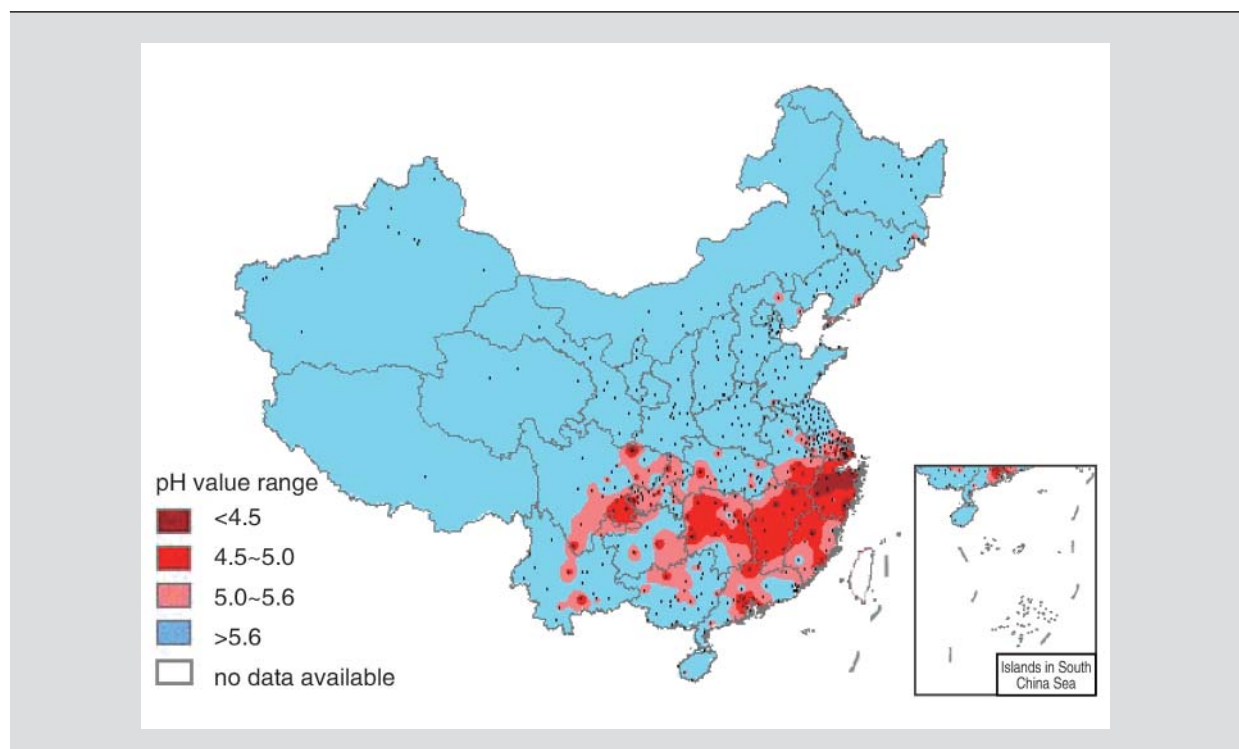 pH value range
<4.5
4.5~5.0
5.0~5.6
>5.6
no data available
Islands in South
China Sea